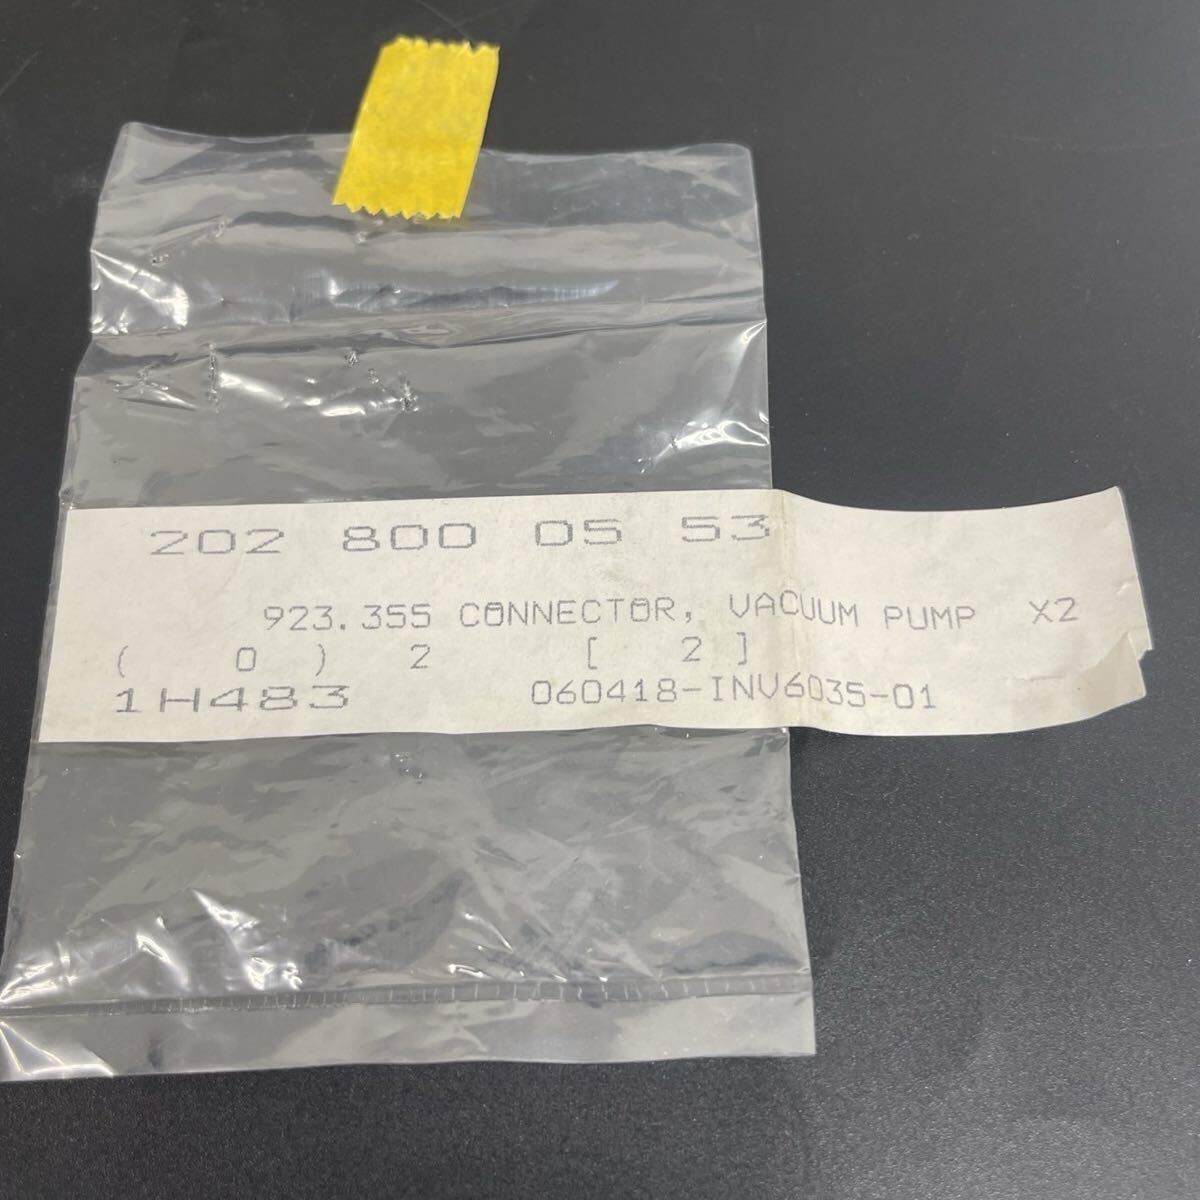 202 800 05 53
923.355 CONNECTOR, VACUUM PUMP X2
( 0 ) 2 [ 2 ]
1H483 060418-INV6035-01